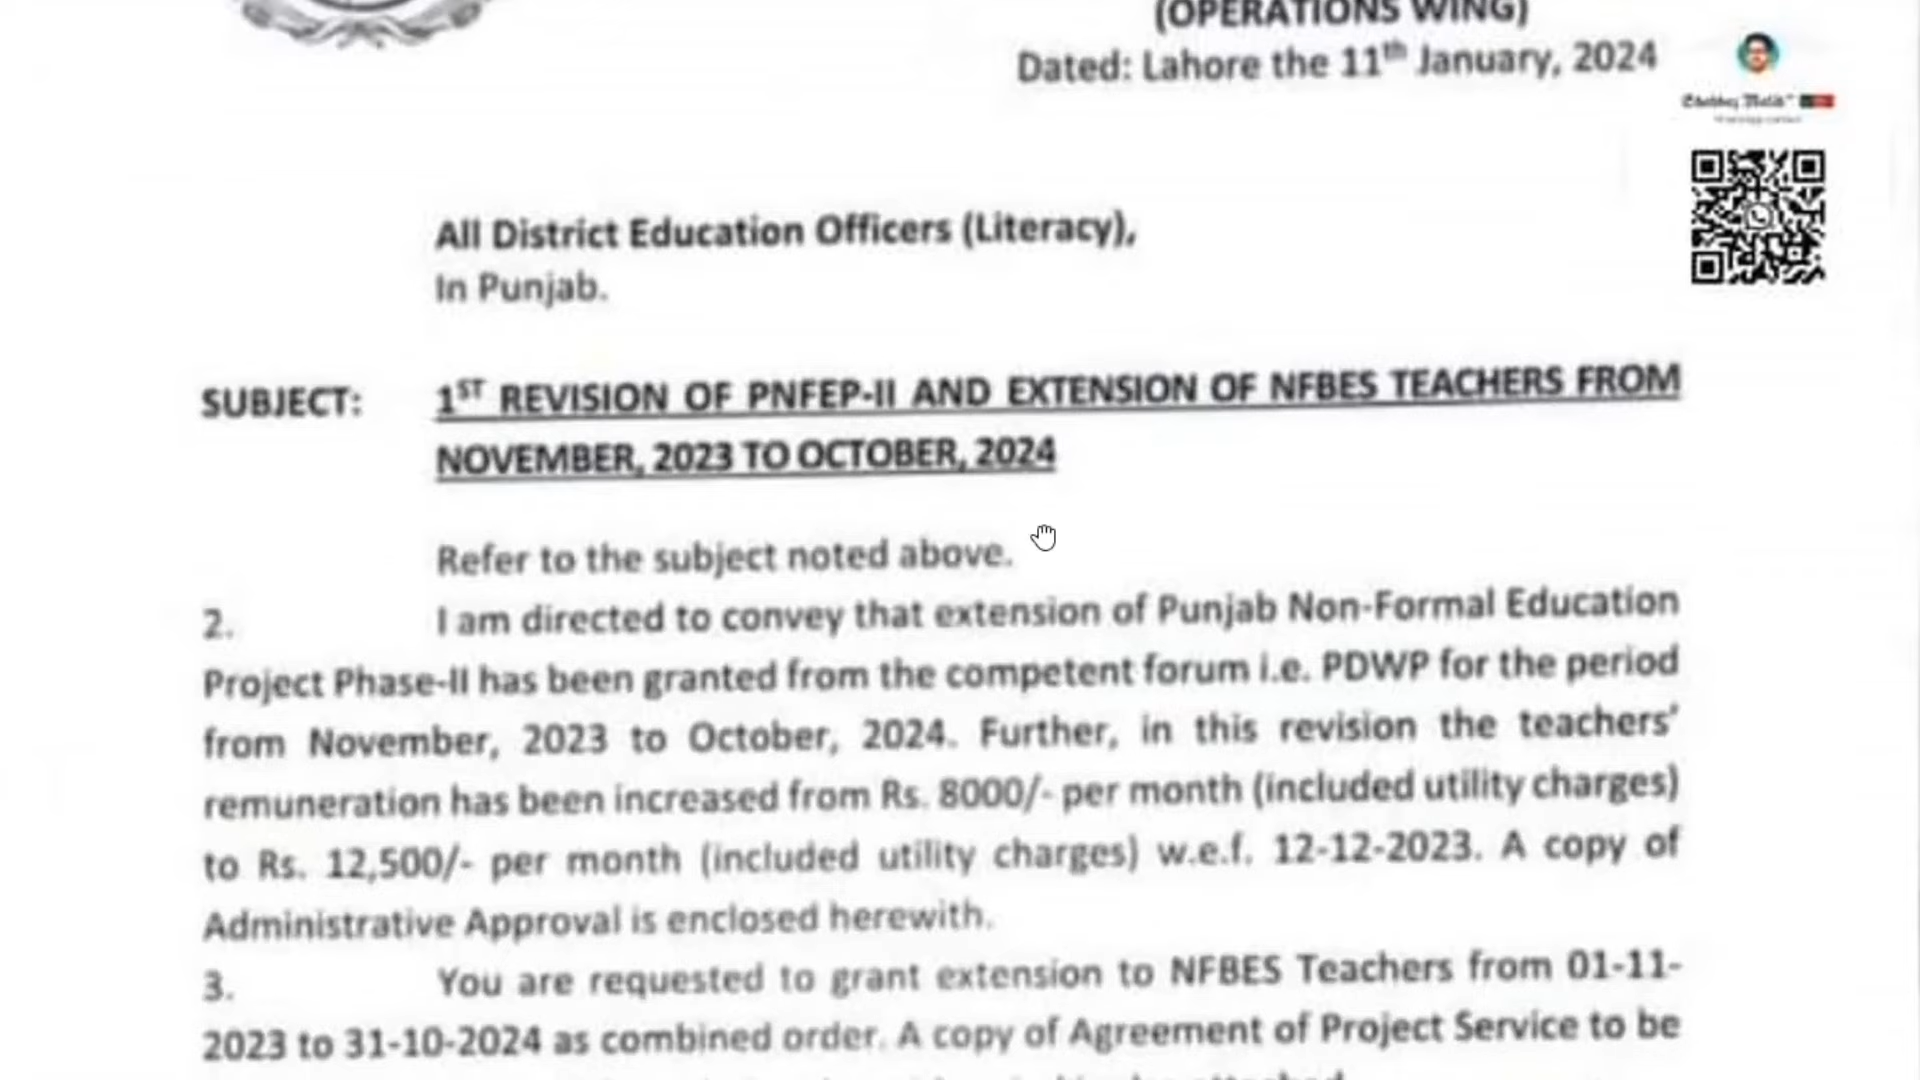 (OPERATIONS WING)
Dated: Lahore the 11th January, 2024
All District Education Officers (Literacy),
In Punjab.
SUBJECT: 1ST REVISION OF PNFEP-II AND EXTENSION OF NFBES TEACHERS FROM
NOVEMBER, 2023 TO OCTOBER, 2024
Refer to the subject noted above.
2. I am directed to convey that extension of Punjab Non-Formal Education
Project Phase-II has been granted from the competent forum i.e. PDWP for the period
from November, 2023 to October, 2024. Further, in this revision the teachers'
remuneration has been increased from Rs. 8000/- per month (included utility charges)
to Rs. 12,500/- per month (included utility charges) w.e.f. 12-12-2023. A copy of
Administrative Approval is enclosed herewith.
3. You are requested to grant extension to NFBES Teachers from 01-11-
2023 to 31-10-2024 as combined order. A copy of Agreement of Project Service to be